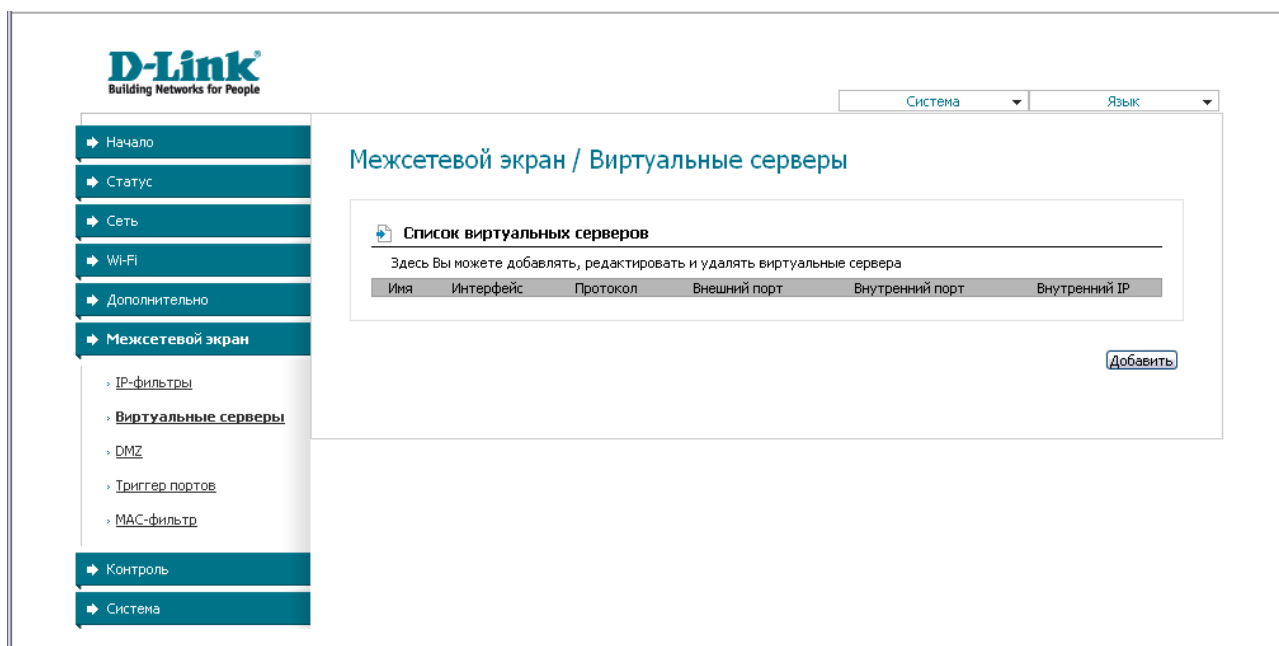 D-Link
Building Networks for People
Система
Язык
Начало
Статус
Сеть
Wi-Fi
Дополнительно
Межсетевой экран
IP-фильтры
Виртуальные серверы
DMZ
Триггер портов
MAC-фильтр
Контроль
Система
Межсетевой экран / Виртуальные серверы
Список виртуальных серверов
Здесь Вы можете добавлять, редактировать и удалять виртуальные сервера
Имя Интерфейс Протокол Внешний порт Внутренний порт Внутренний IP
Добавить